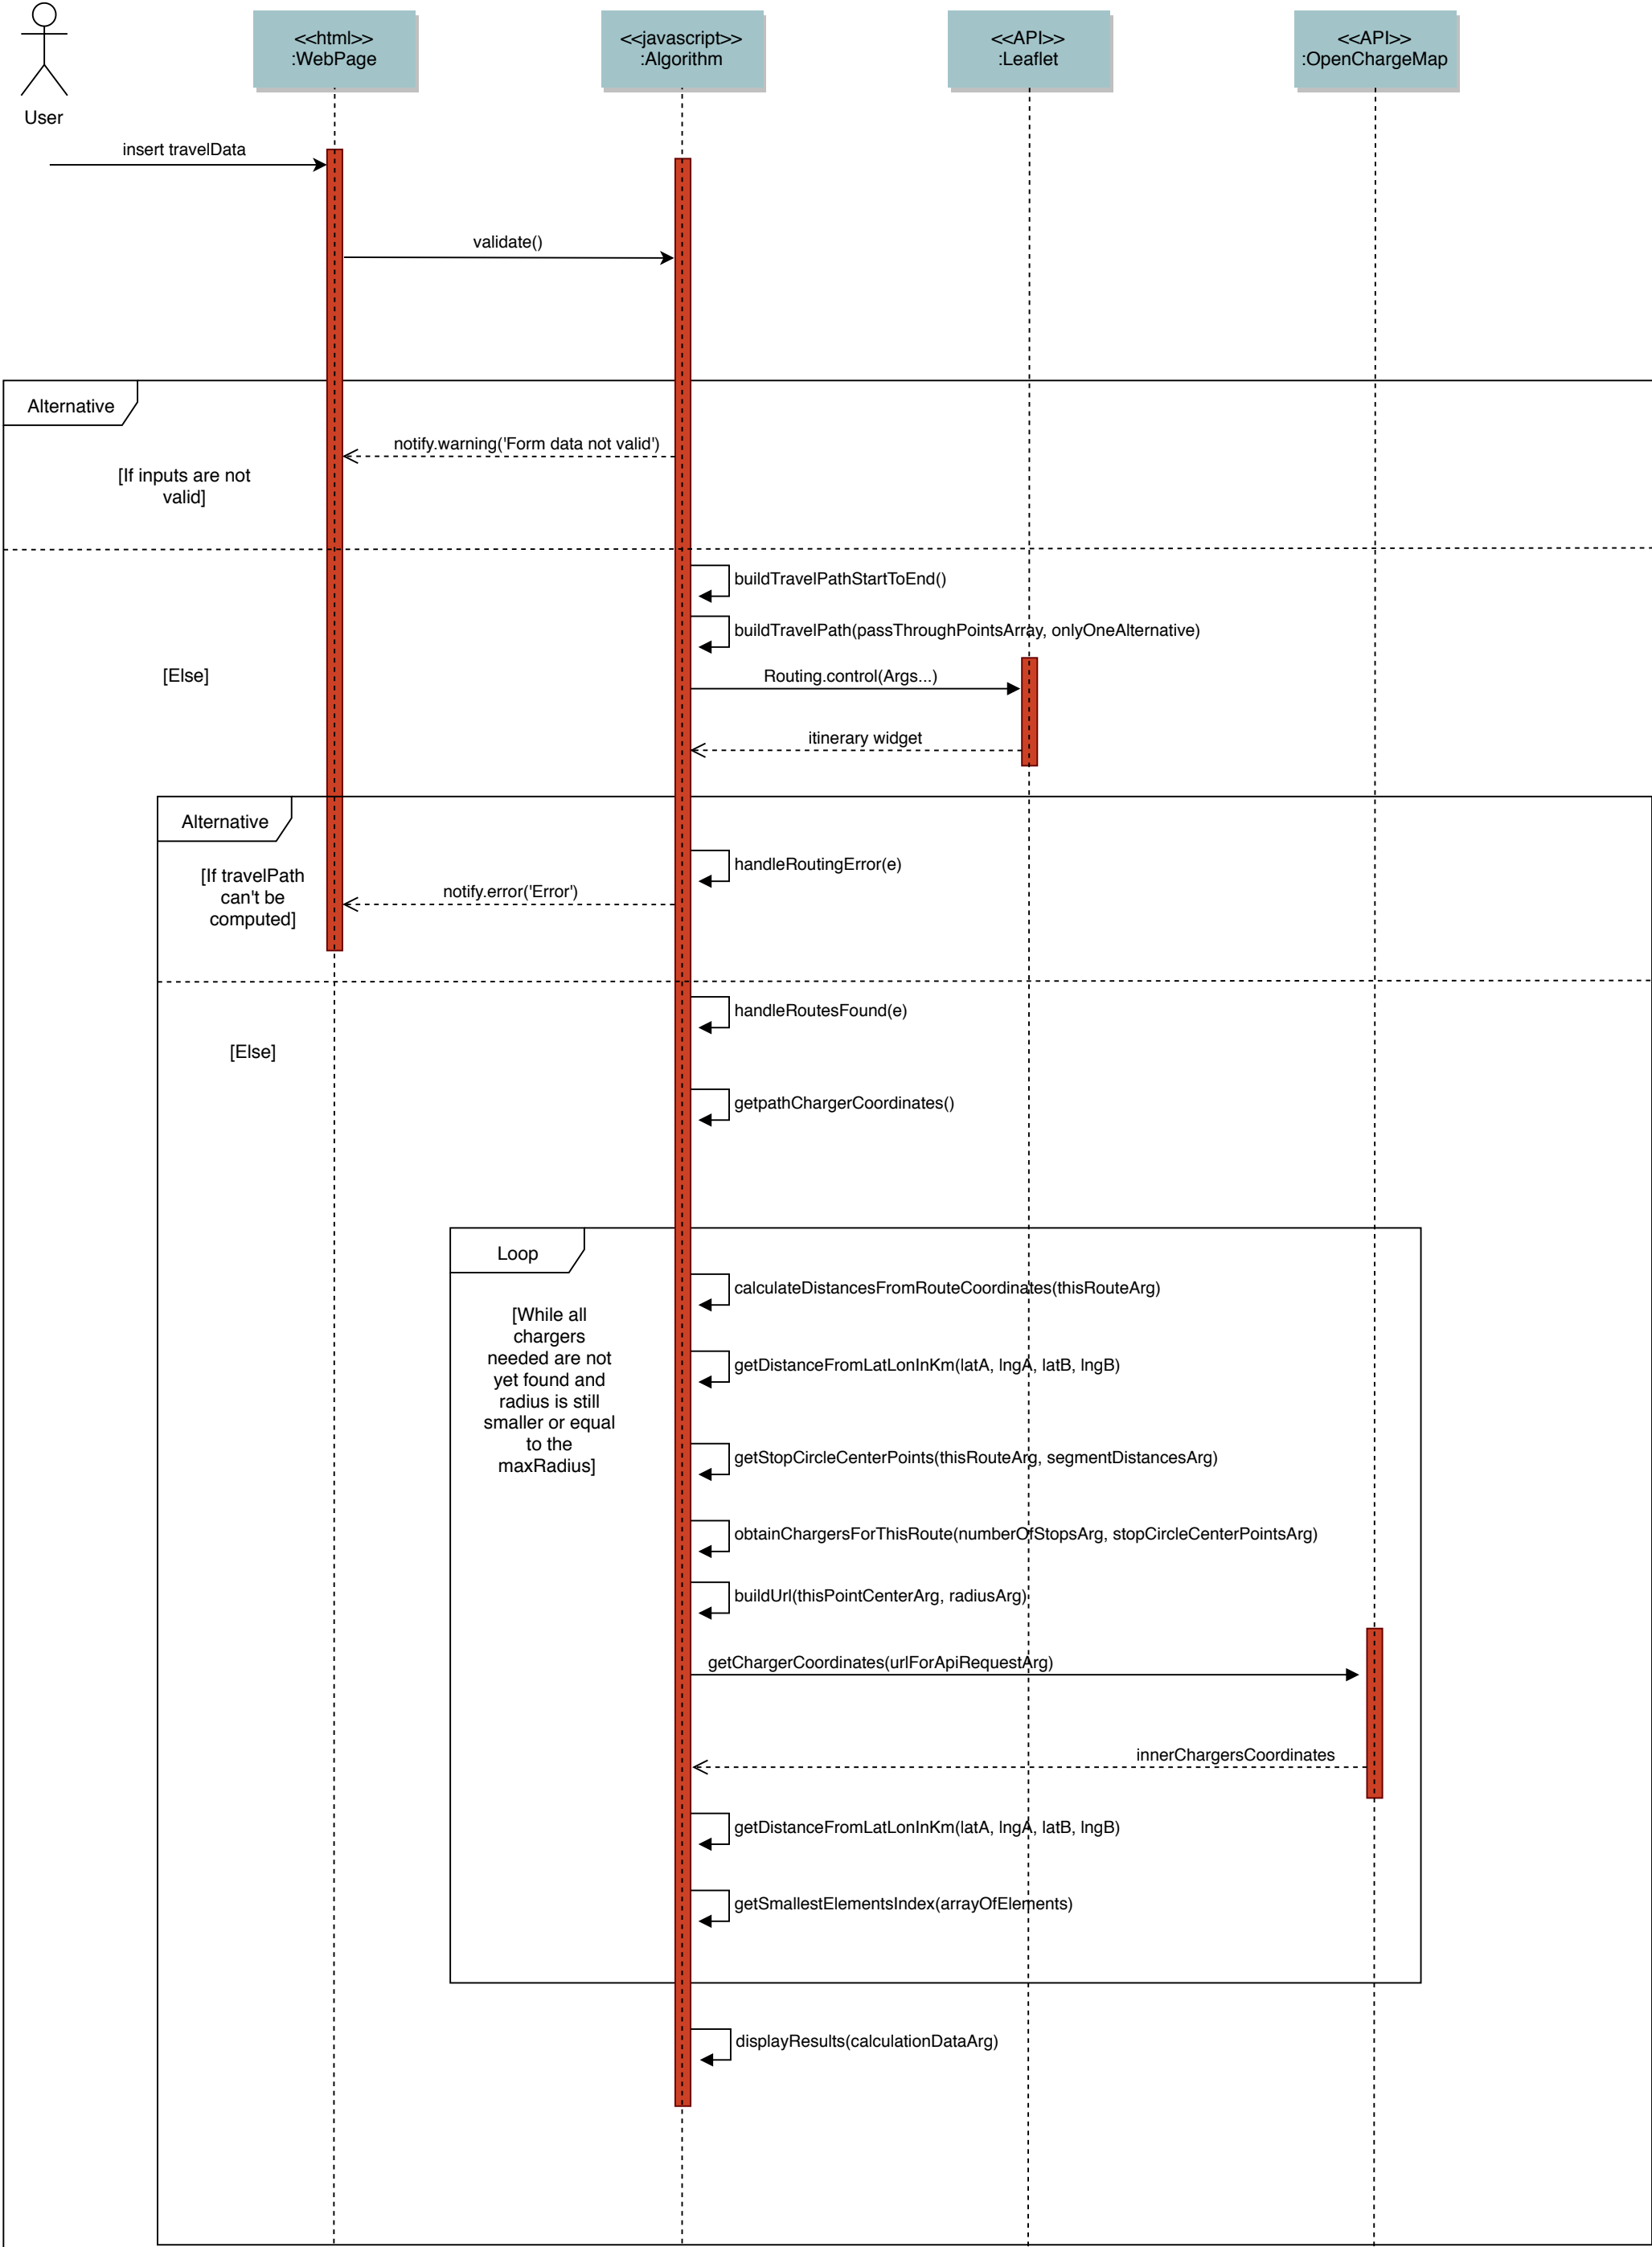 <<html>>
:WebPage
<<javascript>>
:Algorithm
<<API>>
:Leaflet
<<API>>
:OpenChargeMap
User
insert travelData
validate()
Alternative
notify.warning('Form data not valid')
[If inputs are not
valid]
buildTravelPathStartToEnd()
buildTravelPath(passThroughPointsArray, onlyOneAlternative)
[Else]
Routing.control(Args...)
itinerary widget
Alternative
handleRoutingError(e)
[If travelPath
can't be
computed]
notify.error('Error')
handleRoutesFound(e)
[Else]
getpathChargerCoordinates()
Loop
calculateDistancesFromRouteCoordinates(thisRouteArg)
[While all
chargers
needed are not
yet found and
radius is still
smaller or equal
to the
maxRadius]
getDistanceFromLatLonInKm(latA, lngA, latB, lngB)
getStopCircleCenterPoints(thisRouteArg, segmentDistancesArg)
obtainChargersForThisRoute(numberOfStopsArg, stopCircleCenterPointsArg)
buildUrl(thisPointCenterArg, radiusArg)
getChargerCoordinates(urlForApiRequestArg)
innerChargersCoordinates
getDistanceFromLatLonInKm(latA, lngA, latB, lngB)
getSmallestElementsIndex(arrayOfElements)
displayResults(calculationDataArg)